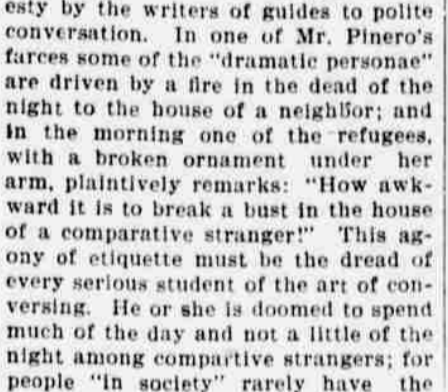 esty by the writers of guides to polite
conversation. In one of Mr. Pinero's
farces some of the "dramatic personae"
are driven by a fire in the dead of the
night to the house of a neighbor; and
in the morning one of the refugees,
with a broken ornament under her
arm, plaintively remarks: "How awk-
ward it is to break a bust in the house
of a comparative stranger!" This ag-
ony of etiquette must be the dread of
every serious student of the art of con-
versing. He or she is doomed to spend
much of the day and not a little of the
night among compartive strangers; for
people "in society" rarely have the